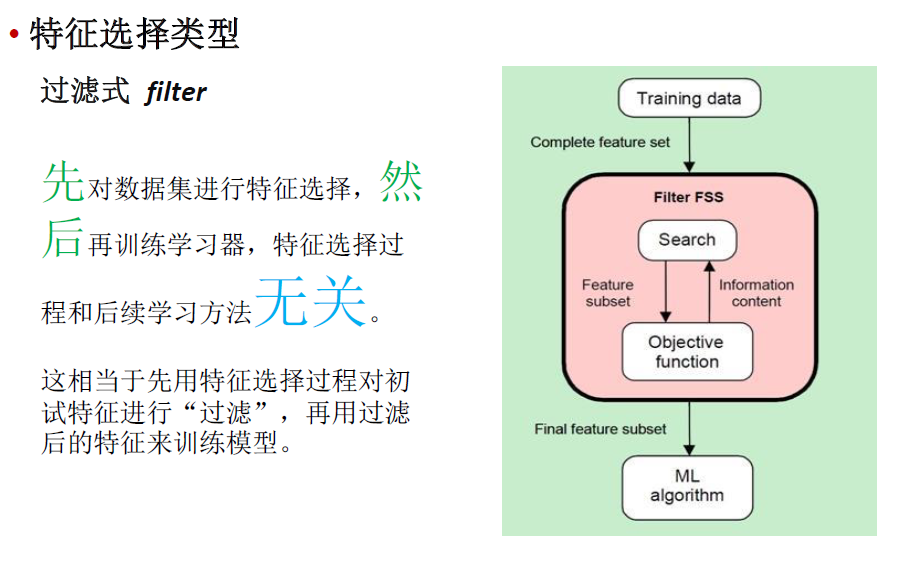 • 特征选择类型
过滤式 filter
先对数据集进行特征选择，然
后再训练学习器，特征选择过
程和后续学习方法无关。
这相当于先用特征选择过程对初
试特征进行“过滤”，再用过滤
后的特征来训练模型。
Training data
Complete feature set
Filter FSS
Search
Feature
subset
Information
content
Objective
function
Final feature subset
ML
algorithm